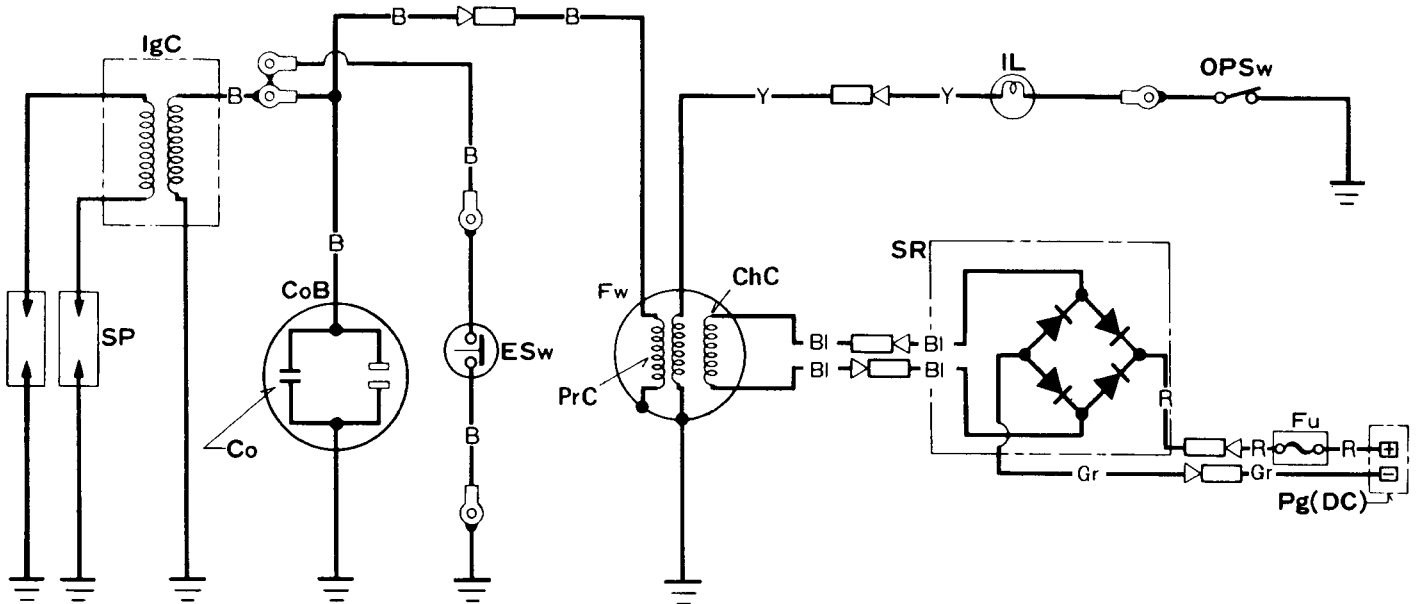 B
B
IgC
IL
OPSw
B
Y
Y
B
B
SR
CoB
Fw
ChC
SP
ESw
Bl
Bl
Bl
Bl
PrC
R
Fu
Co
B
R
R
+
Gr
Gr
−
Pg(DC)